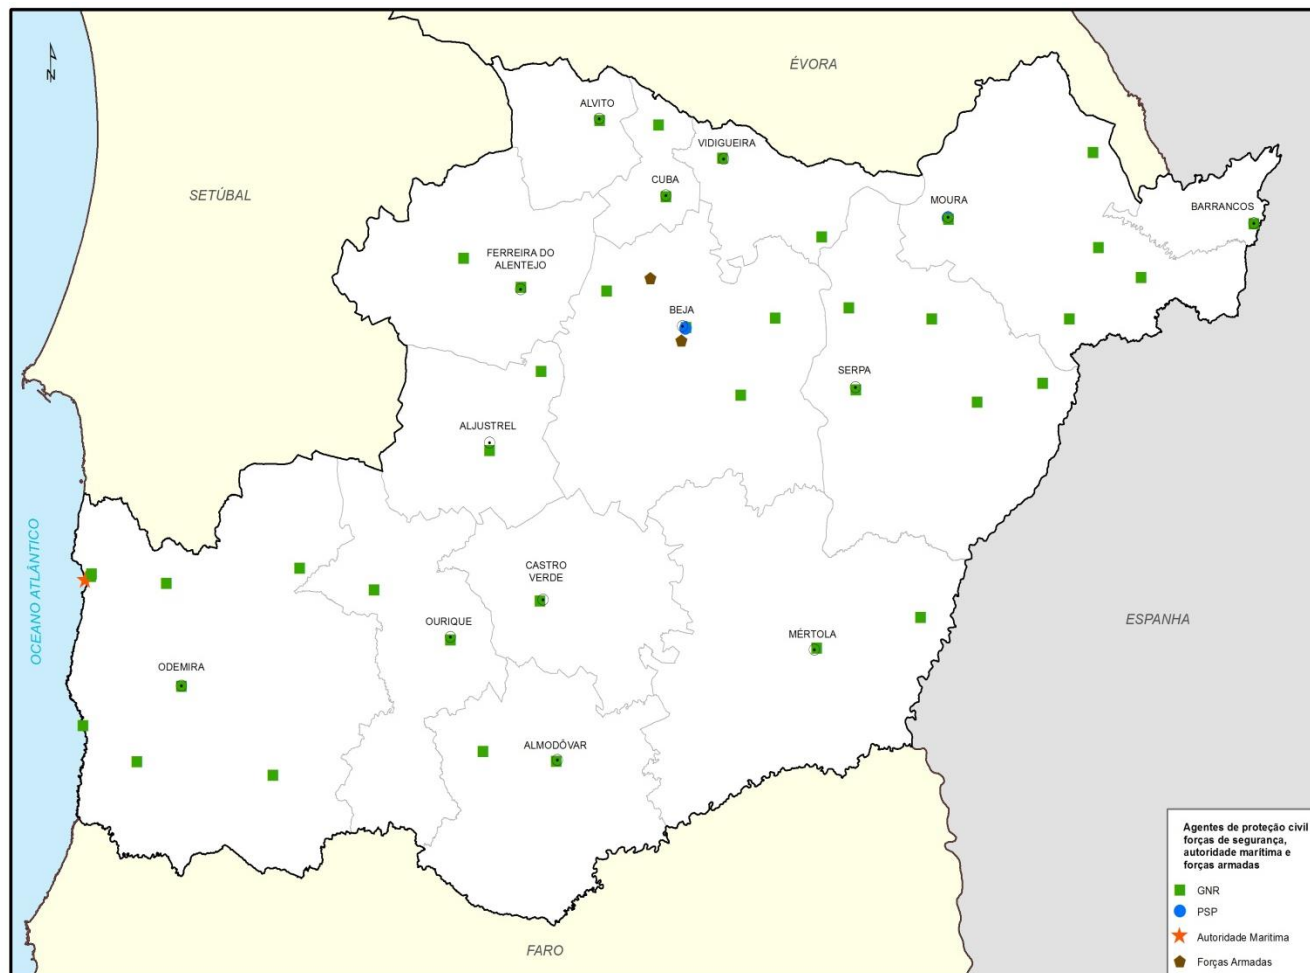 ÉVORA
ALVITO
VIDIGUEIRA
CUBA
SETÚBAL
MOURA
BARRANCOS
FERREIRA DO
ALENTEJO
BEJA
SERPA
ALJUSTREL
OCEANO ATLÂNTICO
CASTRO
VERDE
OURIQUE
ESPANHA
MÉRTOLA
ODEMIRA
ALMODÔVAR
FARO
Agentes de proteção civil
forças de segurança,
autoridade marítima e
forças armadas
GNR
PSP
Autoridade Maritima
Forças Armadas
N